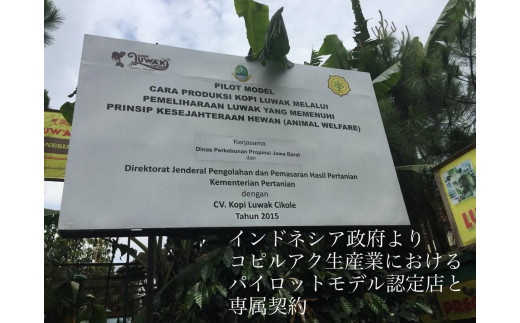 LUWAK
PILOT MODEL
CARA PRODUKSI KOPI LUWAK MELALUI
PEMELIHARAAN LUWAK YANG MEMENUHI
PRINSIP KESEJAHTERAAN HEWAN (ANIMAL WELFARE)
Kerjasama
Dinas Perkebunan Propinsi Jawa Barat
dan
Direktorat Jenderal Pengolahan dan Pemasaran Hasil Pertanian
Kementerian Pertanian
dengan
CV. Kopi Luwak Cikole
Tahun 2015
インドネシア政府より
コピルアク生産業における
パイロットモデル認定店と
専属契約